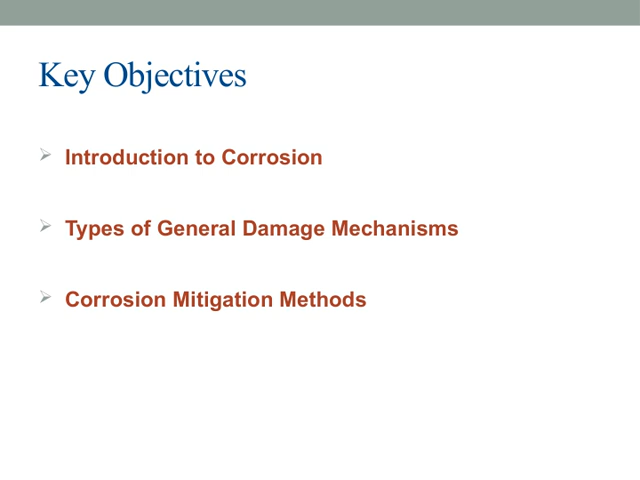 Key Objectives
Introduction to Corrosion
Types of General Damage Mechanisms
Corrosion Mitigation Methods